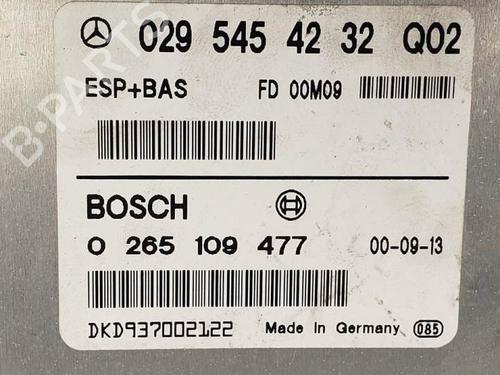 029 545 42 32 Q02
ESP+BAS FD 00M09
BOSCH
0 265 109 477 00-09-13
DKD937002122 Made in Germany 085
B-PARTS